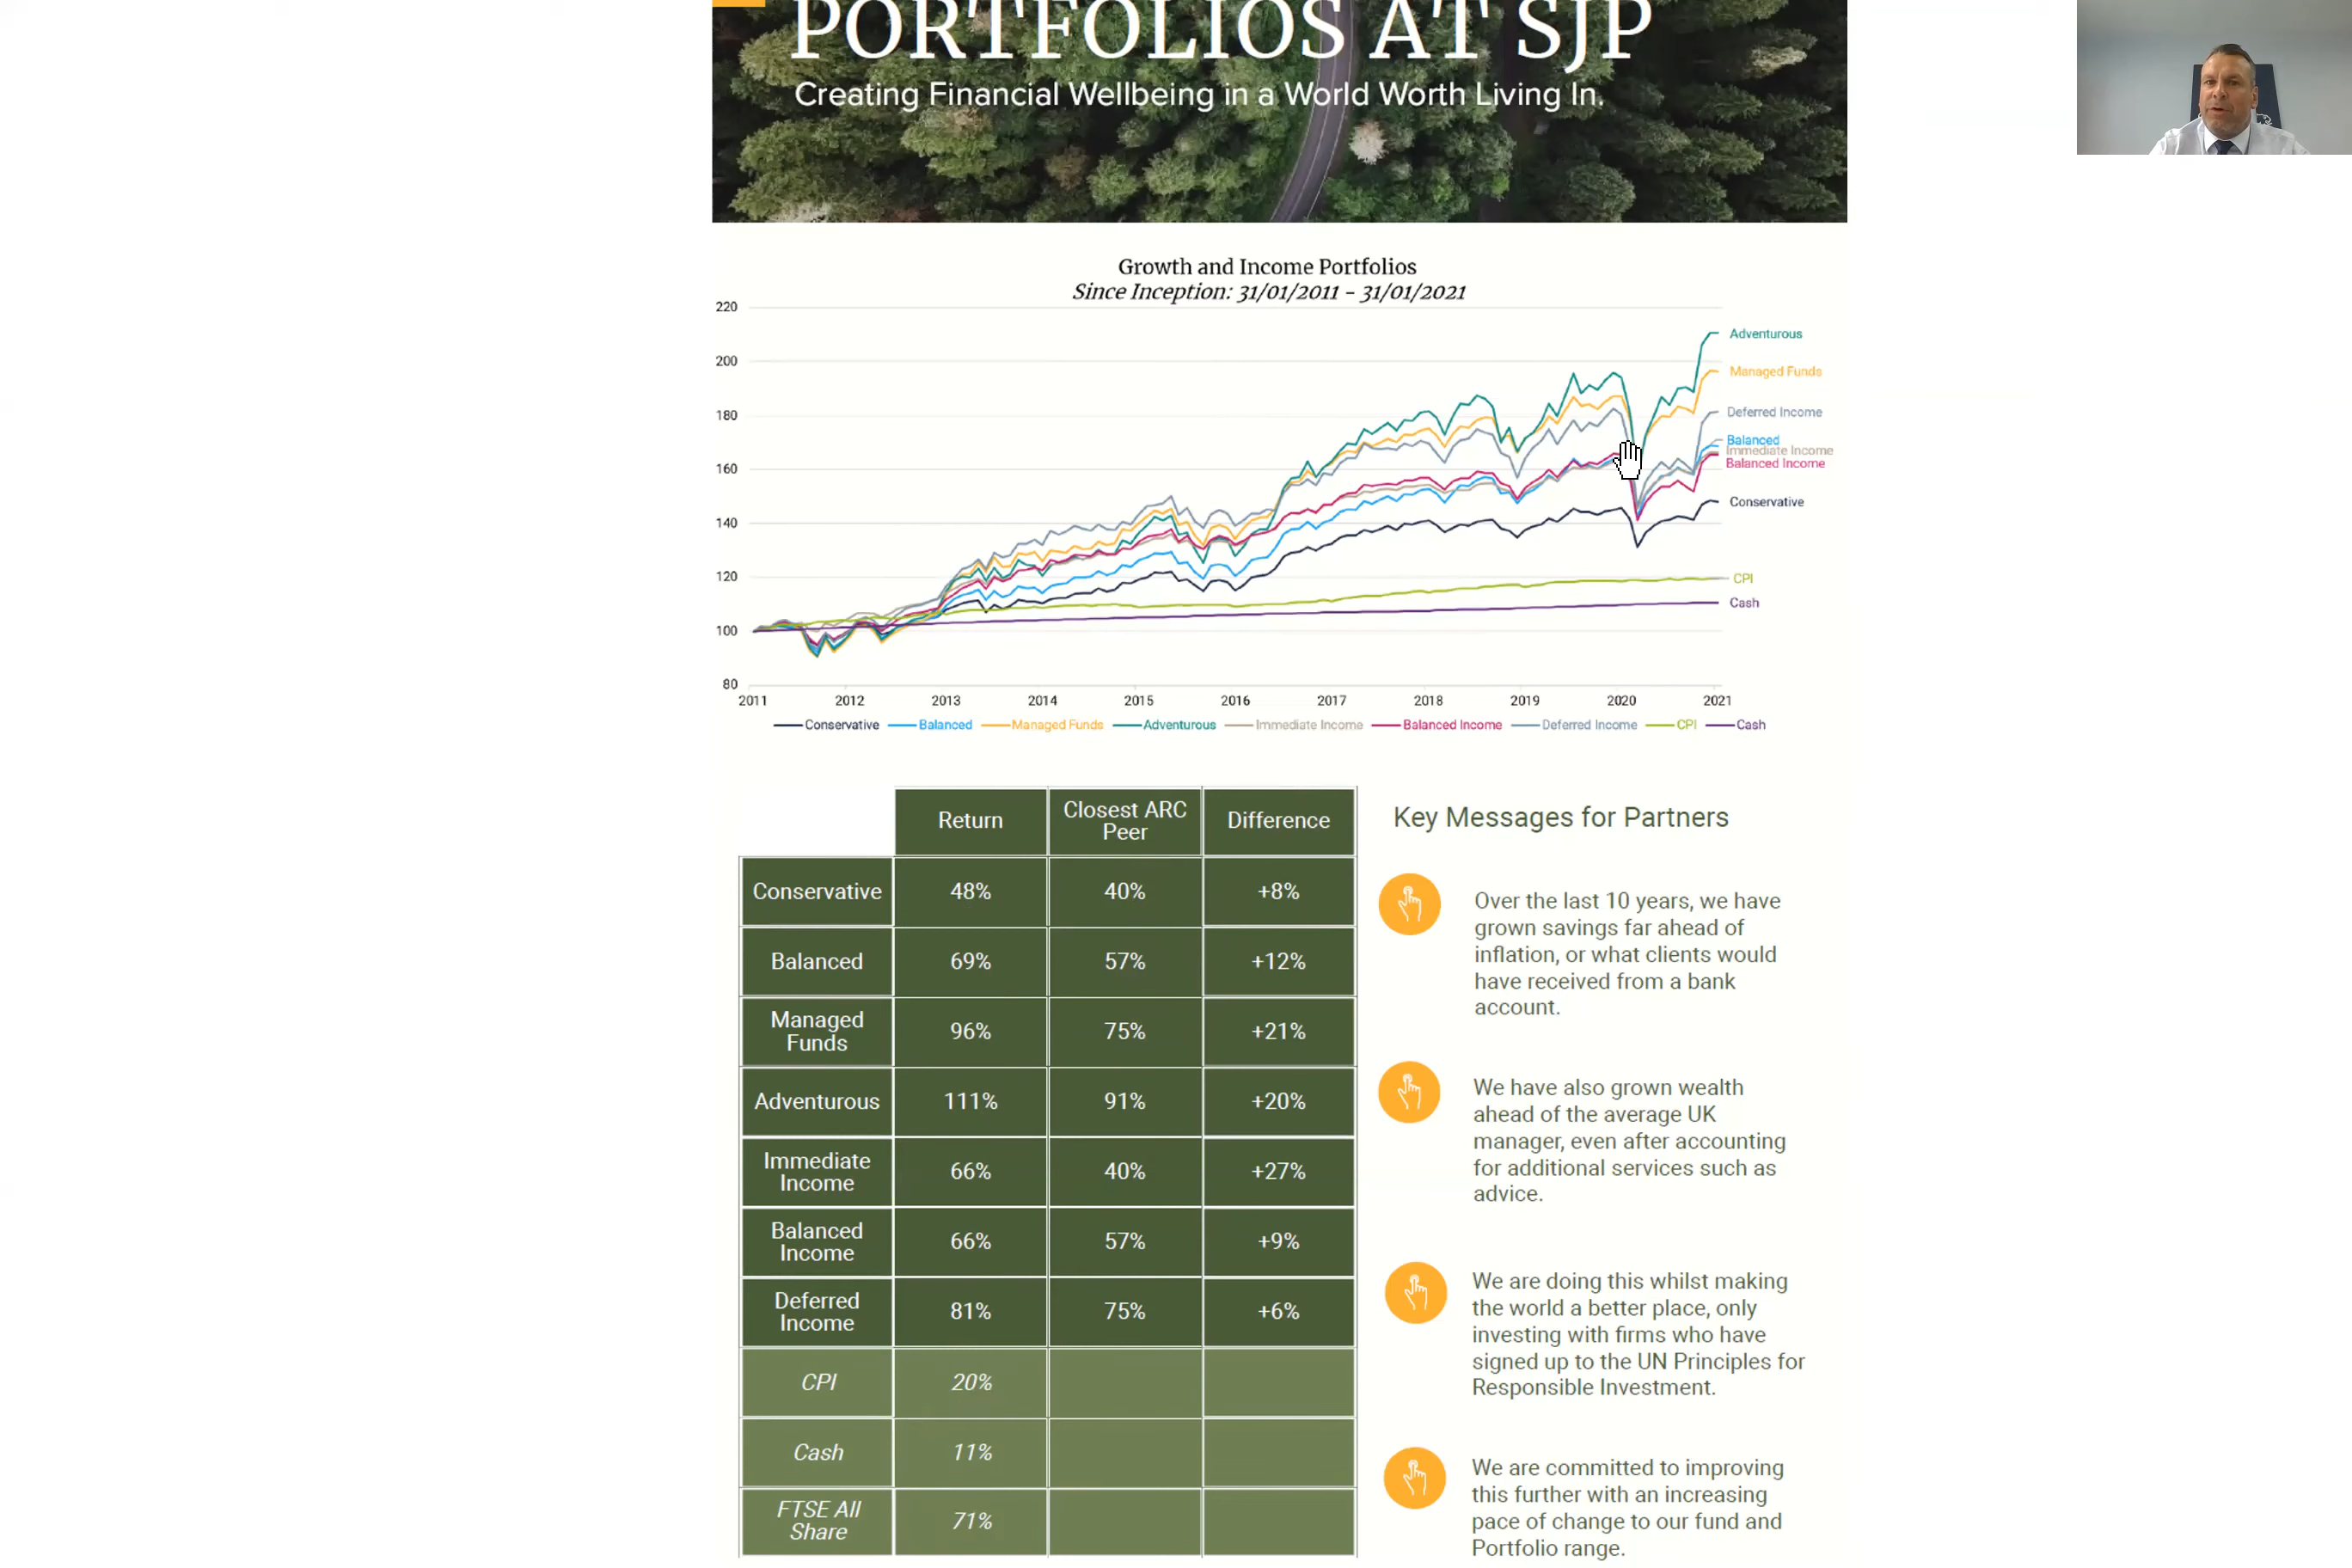 PORTFOLIOS AT SJP
Creating Financial Wellbeing in a World Worth Living In.
Growth and Income Portfolios
Since Inception: 31/01/2011 - 31/01/2021
220
200
180
160
140
120
100
80
2011 2012 2013 2014 2015 2016 2017 2018 2019 2020 2021
Adventurous
Managed Funds
Deferred Income
Balanced
Immediate Income
Balanced Income
Conservative
CPI
Cash
Conservative Balanced Managed Funds Adventurous Immediate Income Balanced Income Deferred Income CPI Cash
Return Closest ARC Peer Difference
Conservative 48% 40% +8%
Balanced 69% 57% +12%
Managed Funds 96% 75% +21%
Adventurous 111% 91% +20%
Immediate Income 66% 40% +27%
Balanced Income 66% 57% +9%
Deferred Income 81% 75% +6%
CPI 20%
Cash 11%
FTSE All Share 71%
Key Messages for Partners
Over the last 10 years, we have
grown savings far ahead of
inflation, or what clients would
have received from a bank
account.
We have also grown wealth
ahead of the average UK
manager, even after accounting
for additional services such as
advice.
We are doing this whilst making
the world a better place, only
investing with firms who have
signed up to the UN Principles for
Responsible Investment.
We are committed to improving
this further with an increasing
pace of change to our fund and
Portfolio range.